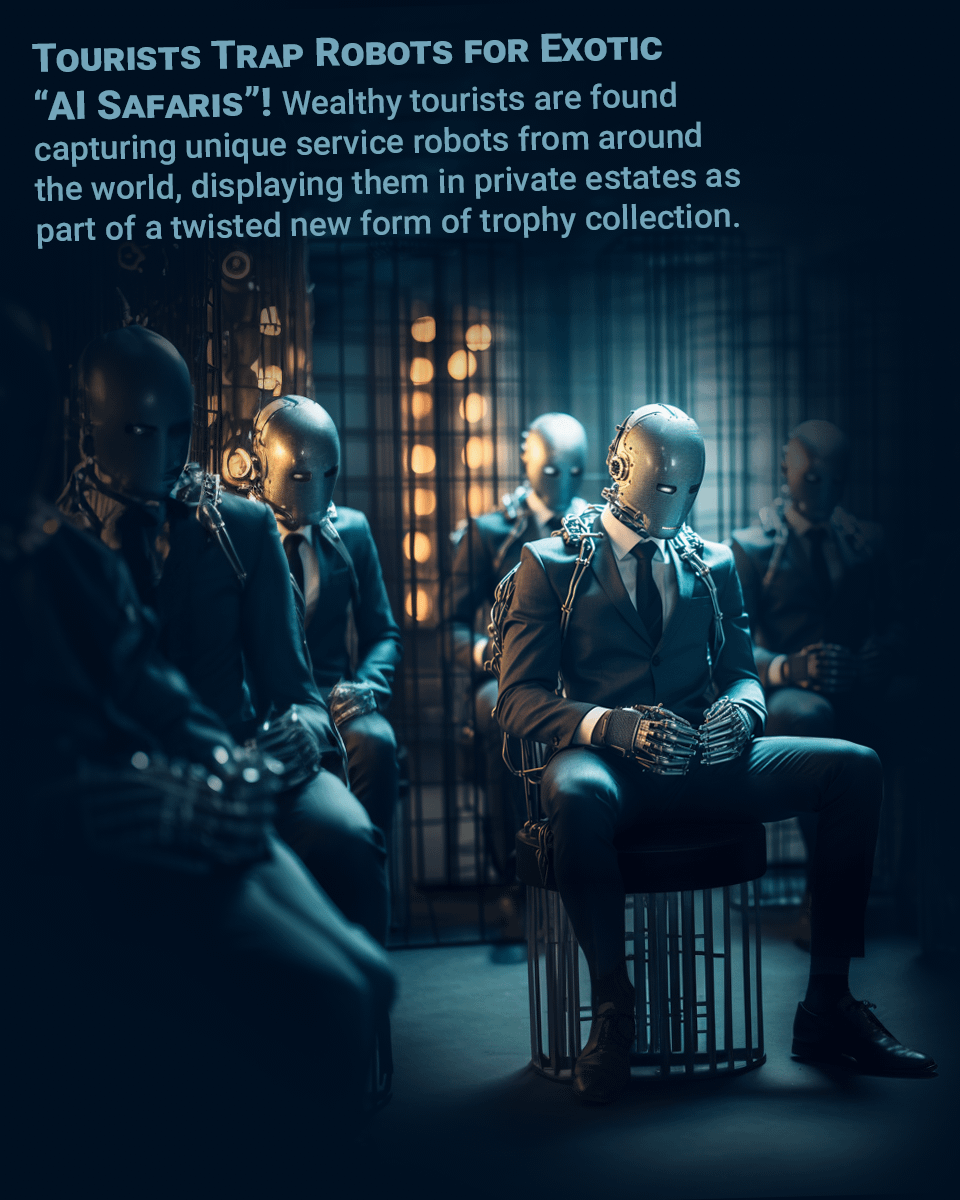 Tourists Trap Robots for Exotic
“AI Safaris”! Wealthy tourists are found
capturing unique service robots from around
the world, displaying them in private estates as
part of a twisted new form of trophy collection.